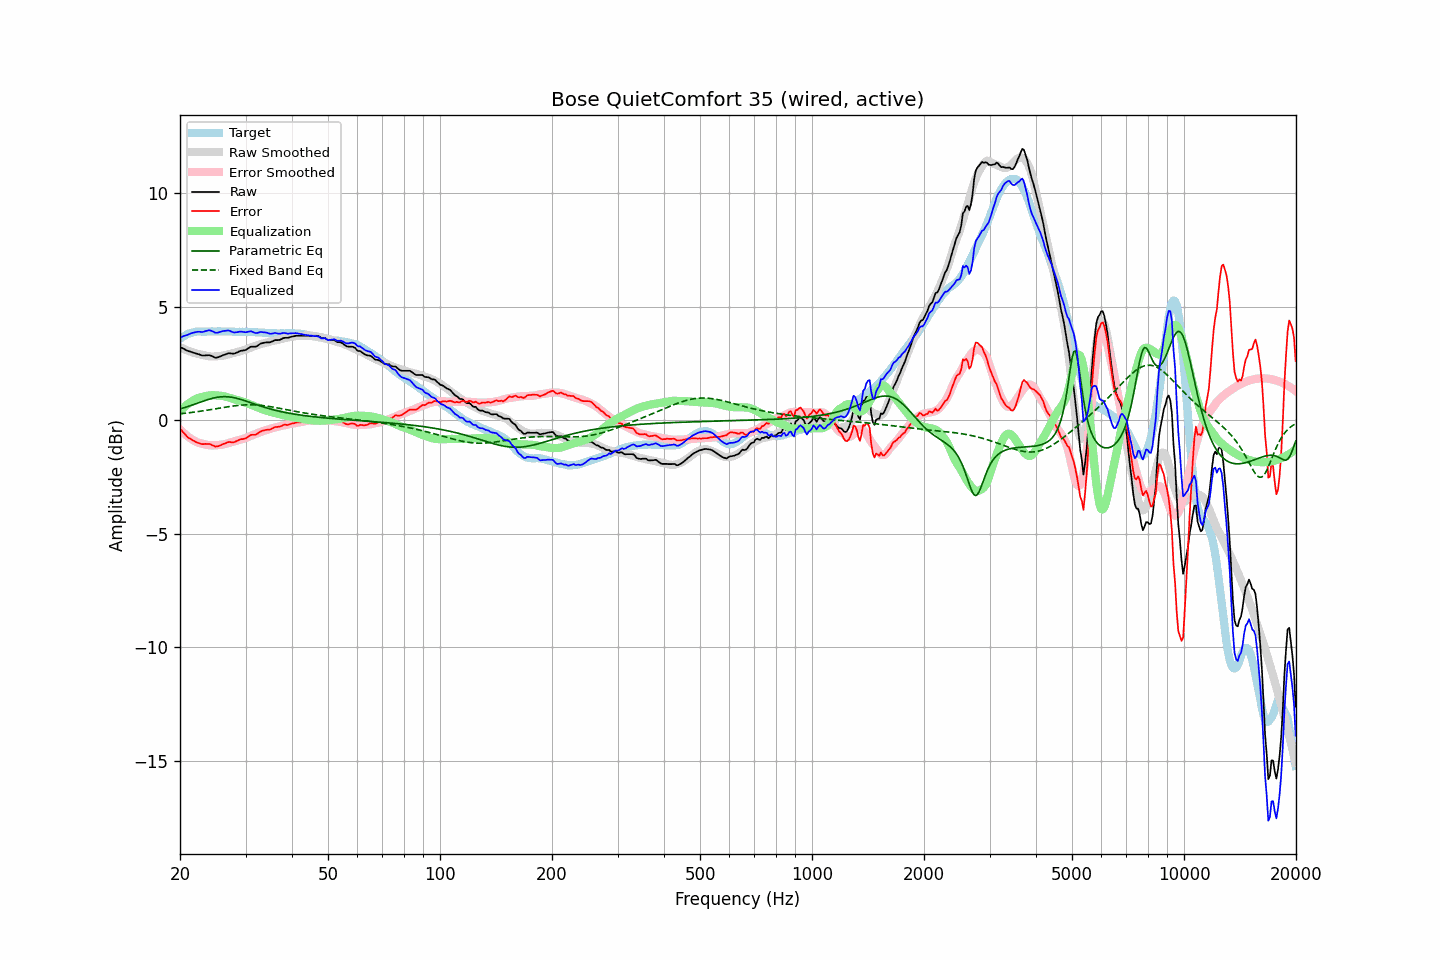 Bose QuietComfort 35 (wired, active)
Target
Raw Smoothed
Error Smoothed
Raw
Error
Equalization
Parametric Eq
Fixed Band Eq
Equalized
Amplitude (dBr)
10
5
0
−5
−10
−15
20 50 100 200 500 1000 2000 5000 10000 20000
Frequency (Hz)